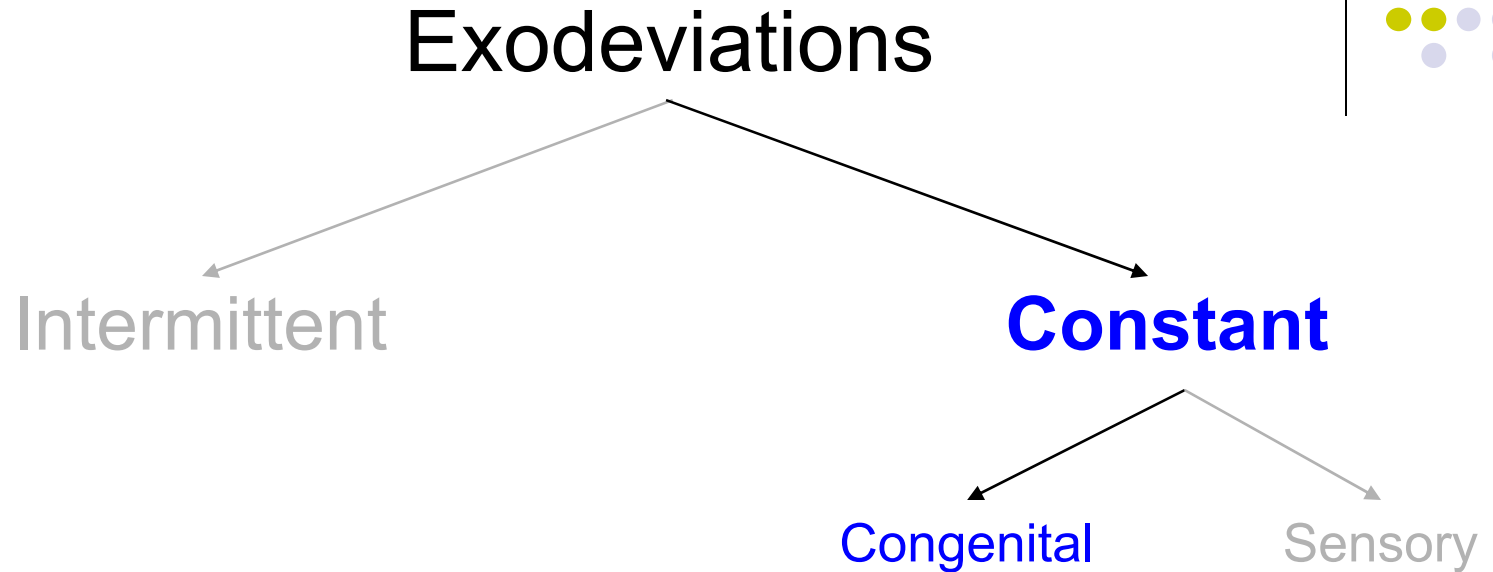 Exodeviations
Intermittent
Constant
Congenital
Sensory